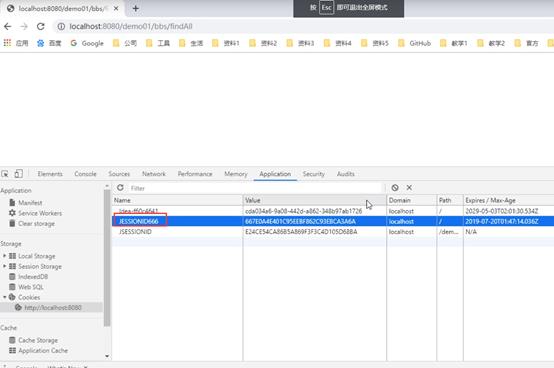 localhost:8080/demo01/bbs/f
按 Esc 即可退出全屏模式
localhost:8080/demo01/bbs/findAll
应用 百度 Google 公司 工具 生活 资料1 资料2 资料3 资料4 资料5 GitHub 教学1 教学2 官方
Elements Console Sources Network Performance Memory Application Security Audits
Application
Manifest
Service Workers
Clear storage
Storage
Local Storage
Session Storage
IndexedDB
Web SQL
Cookies
http://localhost:8080
Cache
Cache Storage
Application Cache
Filter
Name Value Domain Path Expires / Max-Age
Idea-ff60c4641 cda034a6-9a08-442d-a862-348b97ab1726 localhost / 2029-05-03T02:01:30.534Z
JESSIONID666 667E0A4E401C95EEBF862C93EBCA3A6A localhost / 2019-07-20T01:47:14.036Z
JSESSIONID E24CE54CA86B5A869F3F3C4D105D68BA localhost /dem... N/A
Console What's New